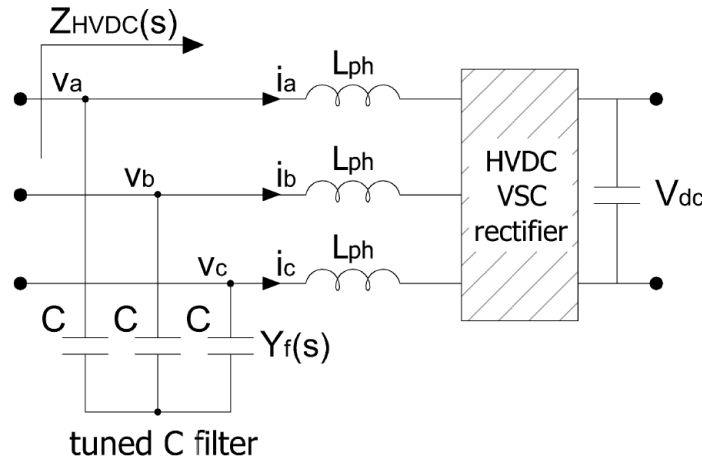 ZHVDC(s)
va
ia
Lph
vb
ib
Lph
vc
ic
Lph
HVDC
VSC
rectifier
Vdc
C
C
C
Yf(s)
tuned C filter